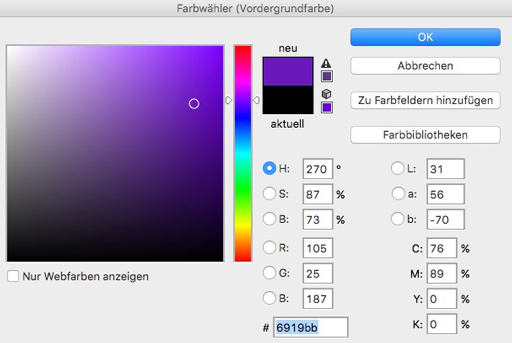 Farbwähler (Vordergrundfarbe)
neu
aktuell
OK
Abbrechen
Zu Farbfeldern hinzufügen
Farbbibliotheken
H: 270 °
S: 87 %
B: 73 %
R: 105
G: 25
B: 187
# 6919bb
L: 31
a: 56
b: -70
C: 76 %
M: 89 %
Y: 0 %
K: 0 %
Nur Webfarben anzeigen